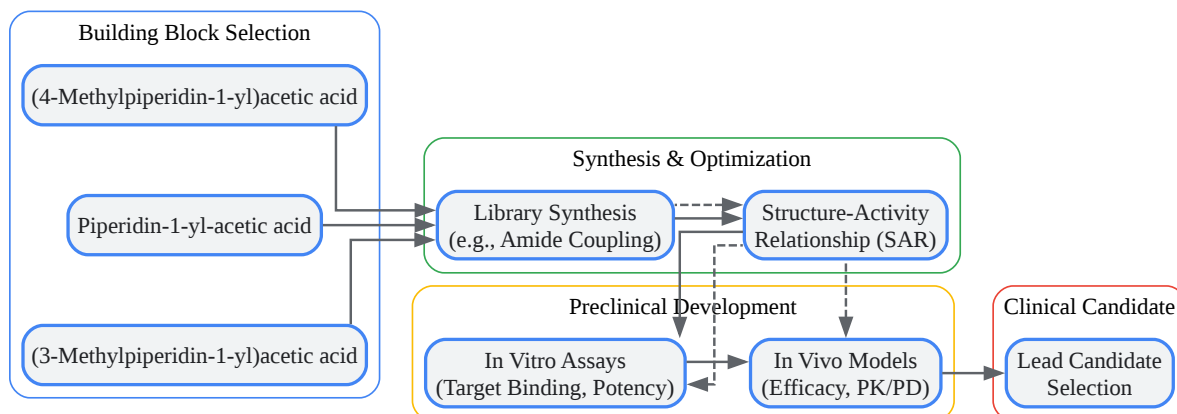 Building Block Selection
(4-Methylpiperidin-1-yl)acetic acid
Piperidin-1-yl-acetic acid
(3-Methylpiperidin-1-yl)acetic acid
Synthesis & Optimization
Library Synthesis
(e.g., Amide Coupling)
Structure-Activity
Relationship (SAR)
Preclinical Development
In Vitro Assays
(Target Binding, Potency)
In Vivo Models
(Efficacy, PK/PD)
Clinical Candidate
Lead Candidate
Selection